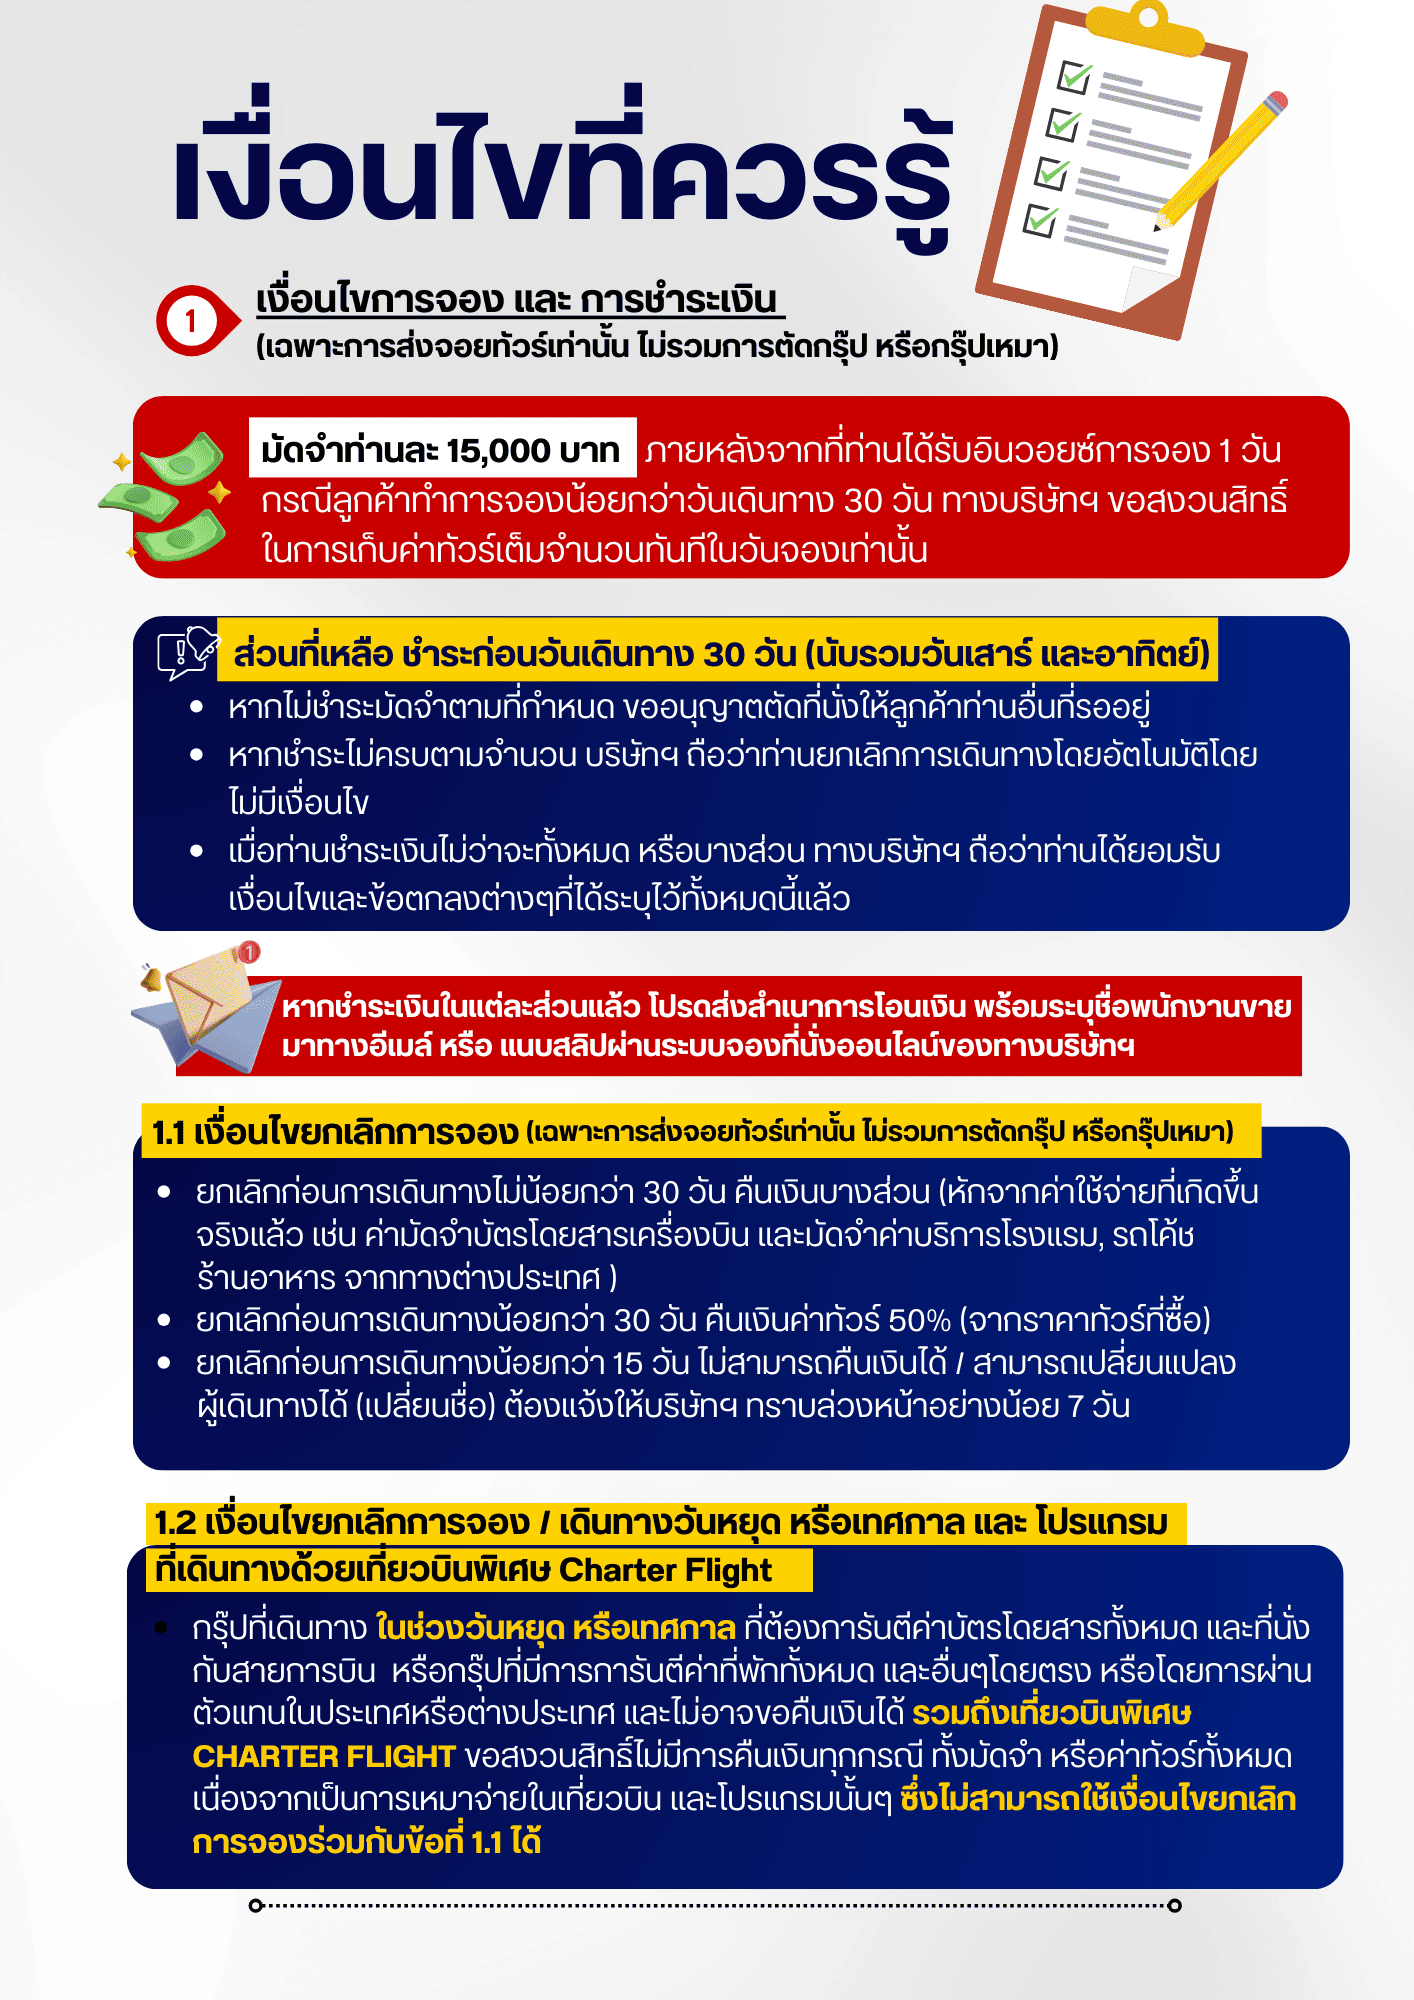 เงื่อนไขที่ควรรู้
1
เงื่อนไขการจอง และ การชำระเงิน
(เฉพาะการส่งจอยทัวร์เท่านั้น ไม่รวมการตัดกรุ๊ป หรือกรุ๊ปเหมา)
มัดจำท่านละ 15,000 บาท ภายหลังจากที่ท่านได้รับอินวอยซ์การจอง 1 วัน
กรณีลูกค้าทำการจองน้อยกว่าวันเดินทาง 30 วัน ทางบริษัทฯ ขอสงวนสิทธิ์
ในการเก็บค่าทัวร์เต็มจำนวนทันทีในวันจองเท่านั้น
ส่วนที่เหลือ ชำระก่อนวันเดินทาง 30 วัน (นับรวมวันเสาร์ และอาทิตย์)
• หากไม่ชำระมัดจำตามที่กำหนด ขออนุญาตตัดที่นั่งให้ลูกค้าท่านอื่นที่รออยู่
• หากชำระไม่ครบตามจำนวน บริษัทฯ ถือว่าท่านยกเลิกการเดินทางโดยอัตโนมัติโดย
ไม่มีเงื่อนไข
• เมื่อท่านชำระเงินไม่ว่าจะทั้งหมด หรือบางส่วน ทางบริษัทฯ ถือว่าท่านได้ยอมรับ
เงื่อนไขและข้อตกลงต่างๆที่ได้ระบุไว้ทั้งหมดนี้แล้ว
1
หากชำระเงินในแต่ละส่วนแล้ว โปรดส่งสำเนาการโอนเงิน พร้อมระบุชื่อพนักงานขาย
มาทางอีเมล์ หรือ แนบสลิปผ่านระบบจองที่นั่งออนไลน์ของทางบริษัทฯ
1.1 เงื่อนไขยกเลิกการจอง (เฉพาะการส่งจอยทัวร์เท่านั้น ไม่รวมการตัดกรุ๊ป หรือกรุ๊ปเหมา)
• ยกเลิกก่อนการเดินทางไม่น้อยกว่า 30 วัน คืนเงินบางส่วน (หักจากค่าใช้จ่ายที่เกิดขึ้น
จริงแล้ว เช่น ค่ามัดจำบัตรโดยสารเครื่องบิน และมัดจำค่าบริการโรงแรม, รถโค้ช
ร้านอาหาร จากทางต่างประเทศ )
• ยกเลิกก่อนการเดินทางน้อยกว่า 30 วัน คืนเงินค่าทัวร์ 50% (จากราคาทัวร์ที่ซื้อ)
• ยกเลิกก่อนการเดินทางน้อยกว่า 15 วัน ไม่สามารถคืนเงินได้ / สามารถเปลี่ยนแปลง
ผู้เดินทางได้ (เปลี่ยนชื่อ) ต้องแจ้งให้บริษัทฯ ทราบล่วงหน้าอย่างน้อย 7 วัน
1.2 เงื่อนไขยกเลิกการจอง / เดินทางวันหยุด หรือเทศกาล และ โปรแกรม
ที่เดินทางด้วยเที่ยวบินพิเศษ Charter Flight
• กรุ๊ปที่เดินทาง ในช่วงวันหยุด หรือเทศกาล ที่ต้องการันตีค่าบัตรโดยสารทั้งหมด และที่นั่ง
กับสายการบิน หรือกรุ๊ปที่มีการการันตีค่าที่พักทั้งหมด และอื่นๆโดยตรง หรือโดยการผ่าน
ตัวแทนในประเทศหรือต่างประเทศ และไม่อาจขอคืนเงินได้ รวมถึงเที่ยวบินพิเศษ
CHARTER FLIGHT ขอสงวนสิทธิ์ไม่มีการคืนเงินทุกกรณี ทั้งมัดจำ หรือค่าทัวร์ทั้งหมด
เนื่องจากเป็นการเหมาจ่ายในเที่ยวบิน และโปรแกรมนั้นๆ ซึ่งไม่สามารถใช้เงื่อนไขยกเลิก
การจองร่วมกับข้อที่ 1.1 ได้